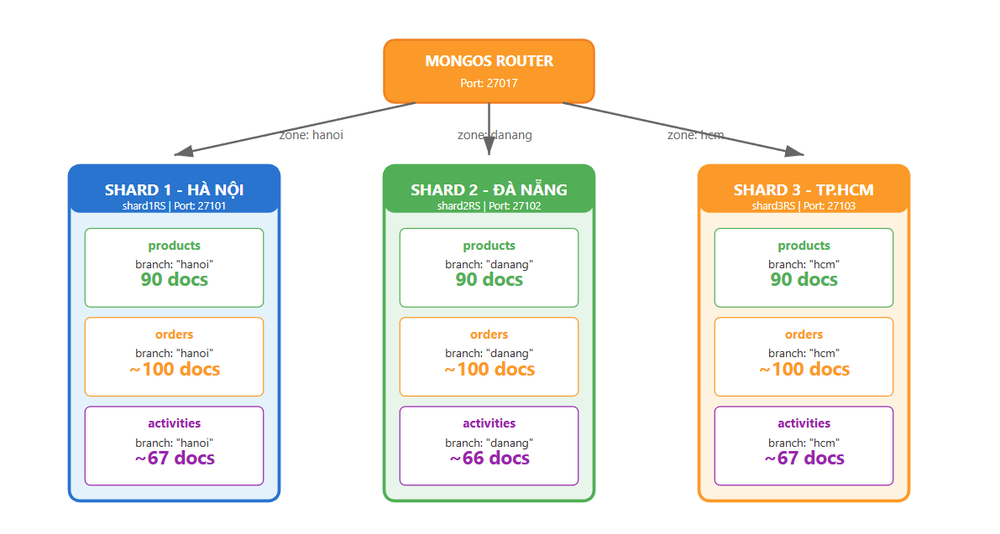 MONGOS ROUTER
Port: 27017
zone: hanoi
zone: danang
zone: hcm
SHARD 1 - HÀ NỘI
shard1RS | Port: 27101
products
branch: "hanoi"
90 docs
orders
branch: "hanoi"
~100 docs
activities
branch: "hanoi"
~67 docs
SHARD 2 - ĐÀ NẴNG
shard2RS | Port: 27102
products
branch: "danang"
90 docs
orders
branch: "danang"
~100 docs
activities
branch: "danang"
~66 docs
SHARD 3 - TP.HCM
shard3RS | Port: 27103
products
branch: "hcm"
90 docs
orders
branch: "hcm"
~100 docs
activities
branch: "hcm"
~67 docs